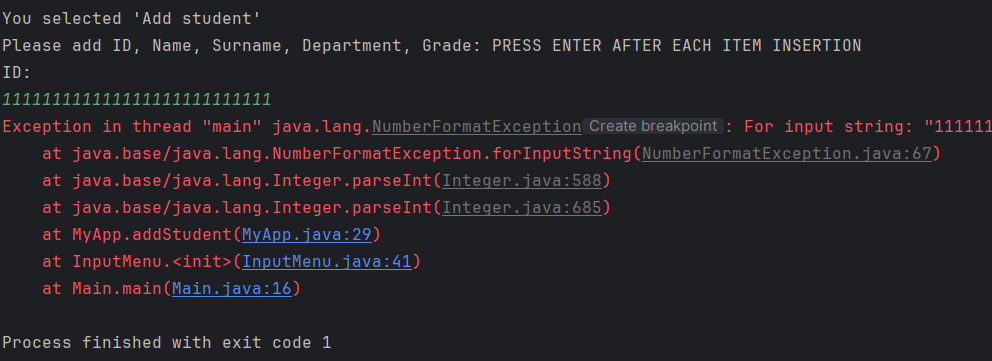 You selected 'Add student'
Please add ID, Name, Surname, Department, Grade: PRESS ENTER AFTER EACH ITEM INSERTION
ID:
111111111111111111111111111
Exception in thread "main" java.lang.NumberFormatException Create breakpoint : For input string: "111111
at java.base/java.lang.NumberFormatException.forInputString(NumberFormatException.java:67)
at java.base/java.lang.Integer.parseInt(Integer.java:588)
at java.base/java.lang.Integer.parseInt(Integer.java:685)
at MyApp.addStudent(MyApp.java:29)
at InputMenu.<init>(InputMenu.java:41)
at Main.main(Main.java:16)
Process finished with exit code 1